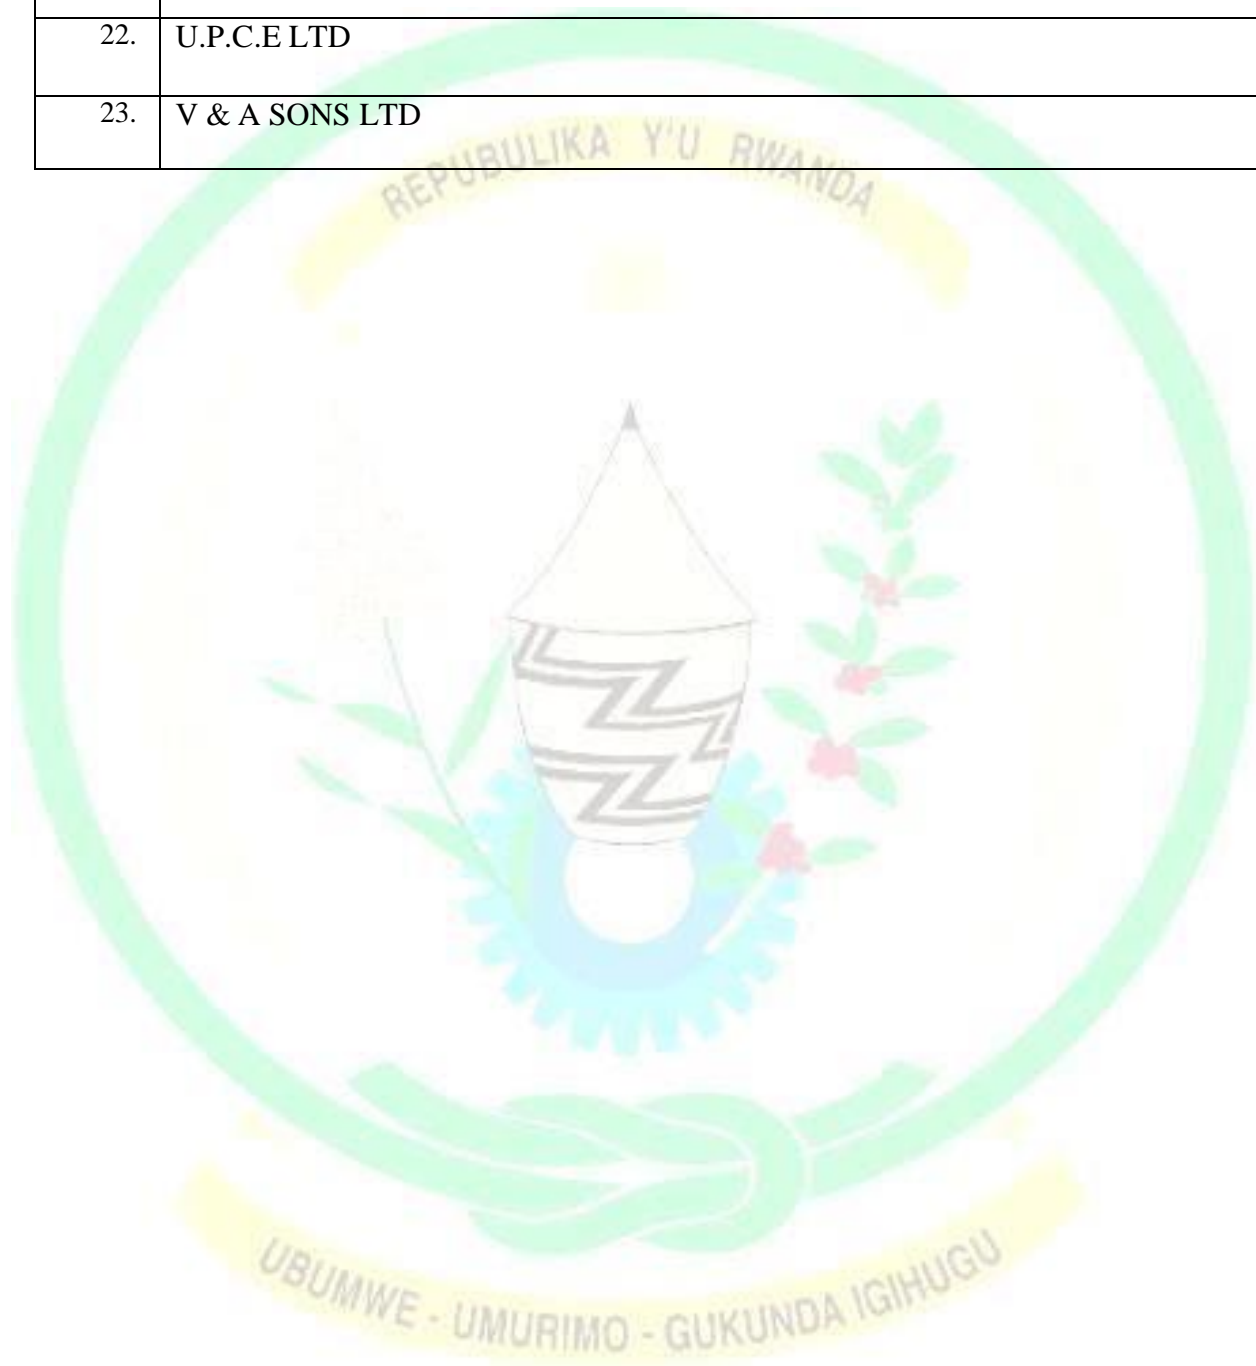 22. U.P.C.E LTD
23. V & A SONS LTD
REPUBULIKA Y'U RWANDA
UBUMWE - UMURIMO - GUKUNDA IGIHUGU